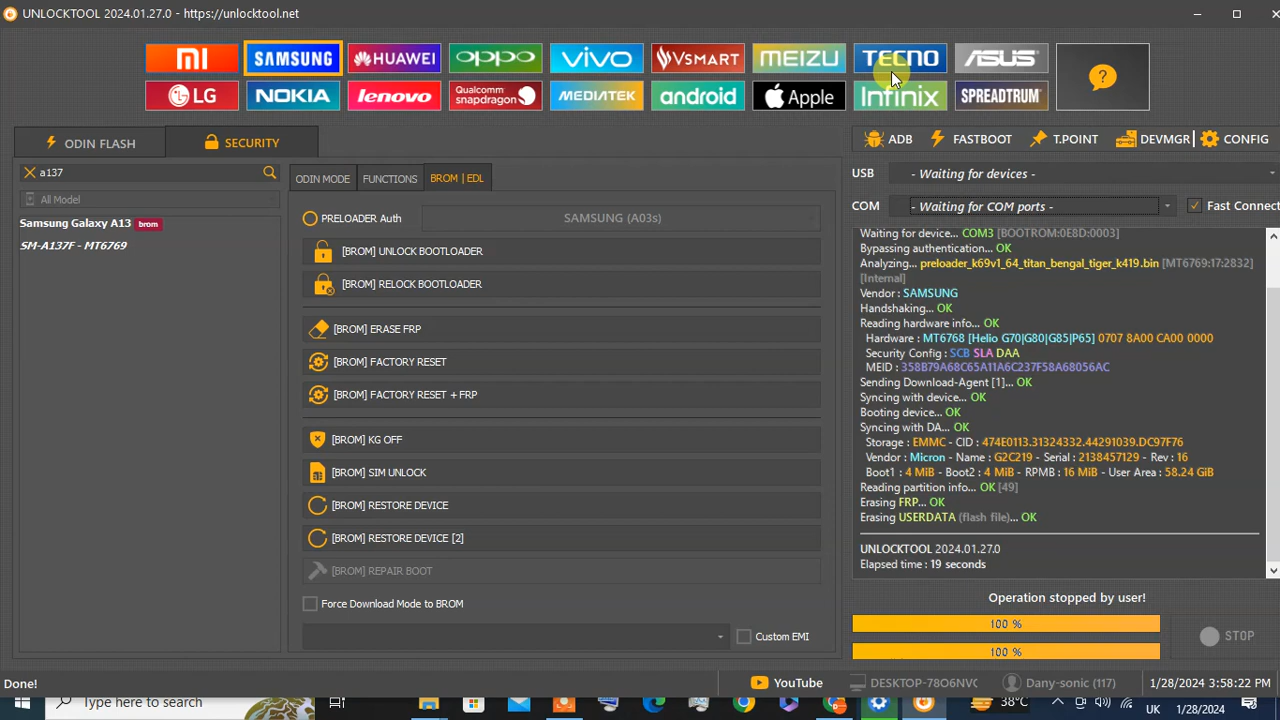 UNLOCKTOOL 2024.01.27.0 - https://unlocktool.net
mi SAMSUNG HUAWEI oppo vivo VSMART MEIZU TECNO ASUS ?
LG NOKIA lenovo Qualcomm snapdragon MEDIATEK android Apple Infinix SPREADTRUM
ODIN FLASH SECURITY
ADB FASTBOOT T.POINT DEVMGR CONFIG
a137
All Model
Samsung Galaxy A13 brom
SM-A137F - MT6769
ODIN MODE FUNCTIONS BROM | EDL
PRELOADER Auth SAMSUNG (A03s)
[BROM] UNLOCK BOOTLOADER
[BROM] RELOCK BOOTLOADER
[BROM] ERASE FRP
[BROM] FACTORY RESET
[BROM] FACTORY RESET + FRP
[BROM] KG OFF
[BROM] SIM UNLOCK
[BROM] RESTORE DEVICE
[BROM] RESTORE DEVICE [2]
[BROM] REPAIR BOOT
Force Download Mode to BROM
Custom EMI
USB - Waiting for devices -
COM - Waiting for COM ports - Fast Connect
Waiting for device... COM3 [BOOTROM:0E8D:0003]
Bypassing authentication... OK
Analyzing... preloader_k69v1_64_titan_bengal_tiger_k419.bin [MT6769:17:2832]
[Internal]
Vendor : SAMSUNG
Handshaking... OK
Reading hardware info... OK
Hardware : MT6768 [Helio G70|G80|G85|P65] 0707 8A00 CA00 0000
Security Config : SCB SLA DAA
MEID : 358B79A68C65A11A6C237F58A68056AC
Sending Download-Agent [1]... OK
Syncing with device... OK
Booting device... OK
Syncing with DA... OK
Storage : EMMC - CID : 474E0113.31324332.44291039.DC97F76
Vendor : Micron - Name : G2C219 - Serial : 2138457129 - Rev : 16
Boot1 : 4 MiB - Boot2 : 4 MiB - RPMB : 16 MiB - User Area : 58.24 GiB
Reading partition info... OK [49]
Erasing FRP... OK
Erasing USERDATA (flash file)... OK
UNLOCKTOOL 2024.01.27.0
Elapsed time : 19 seconds
Operation stopped by user!
100 %
100 %
STOP
Done! YouTube DESKTOP-78O6NVC Dany-sonic (117) 1/28/2024 3:58:22 PM
Type here to search 38°C UK 1/28/2024